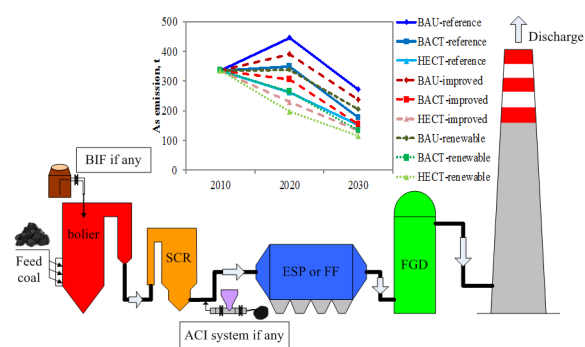 As emission, t
500
400
300
200
100
0
2010
2020
2030
BAU-reference
BACT-reference
HECT-reference
BAU-improved
BACT-improved
HECT-improved
BAU-renewable
BACT-renewable
HECT-renewable
Discharge
BIF if any
bolier
Feed
coal
SCR
ESP or FF
FGD
ACI system if any